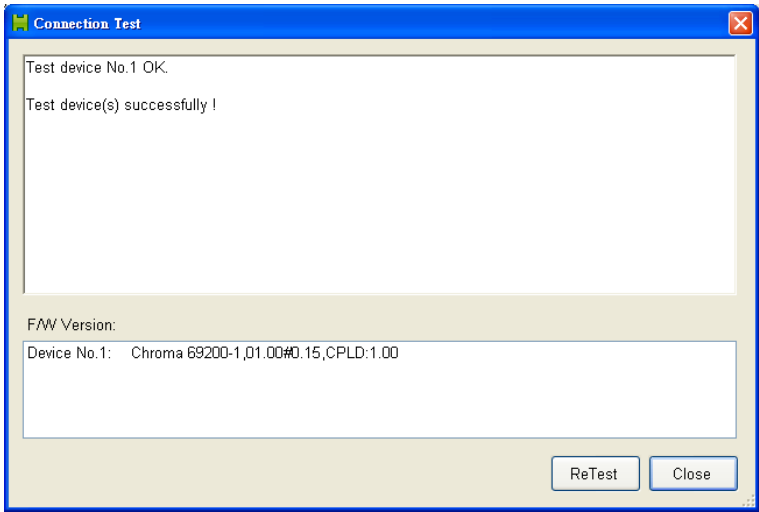 Connection Test
Test device No.1 OK.
Test device(s) successfully !
F/W Version:
Device No.1: Chroma 69200-1,01.00#0.15,CPLD:1.00
ReTest Close